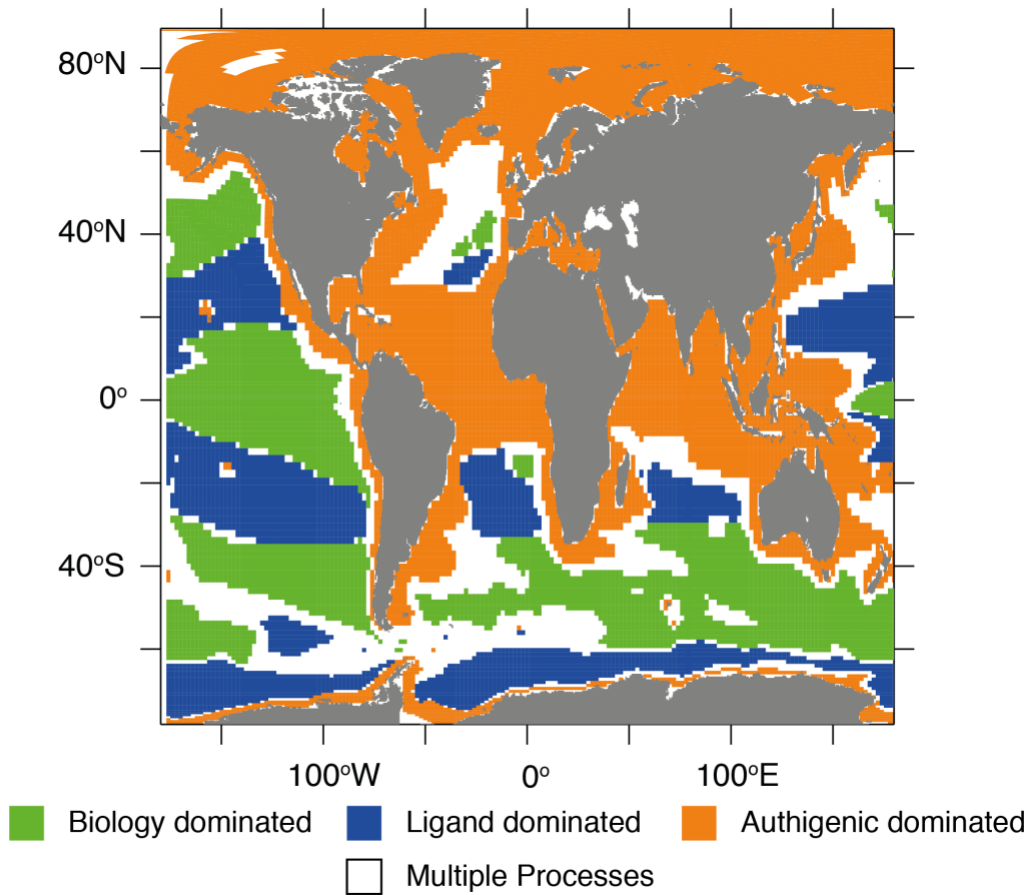 80°N
40°N
0°
40°S
100°W 0° 100°E
Biology dominated Ligand dominated Authigenic dominated
Multiple Processes